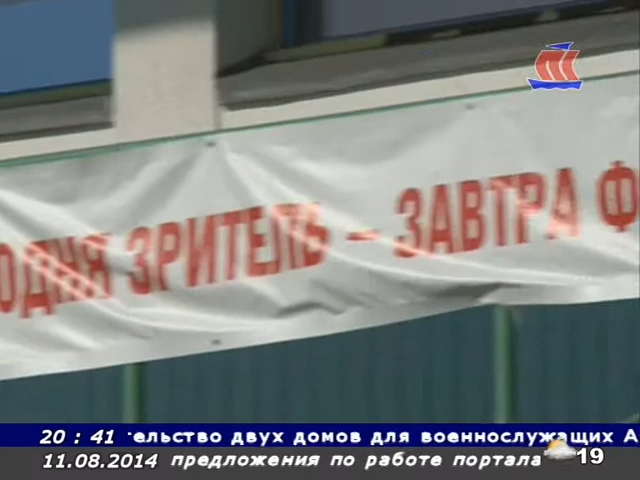 ОДНЯ ЗРИТЕЛЬ – ЗАВТРА Ф
20 : 41 ельство двух домов для военнослужащих А
11.08.2014 предложения по работе портала 19